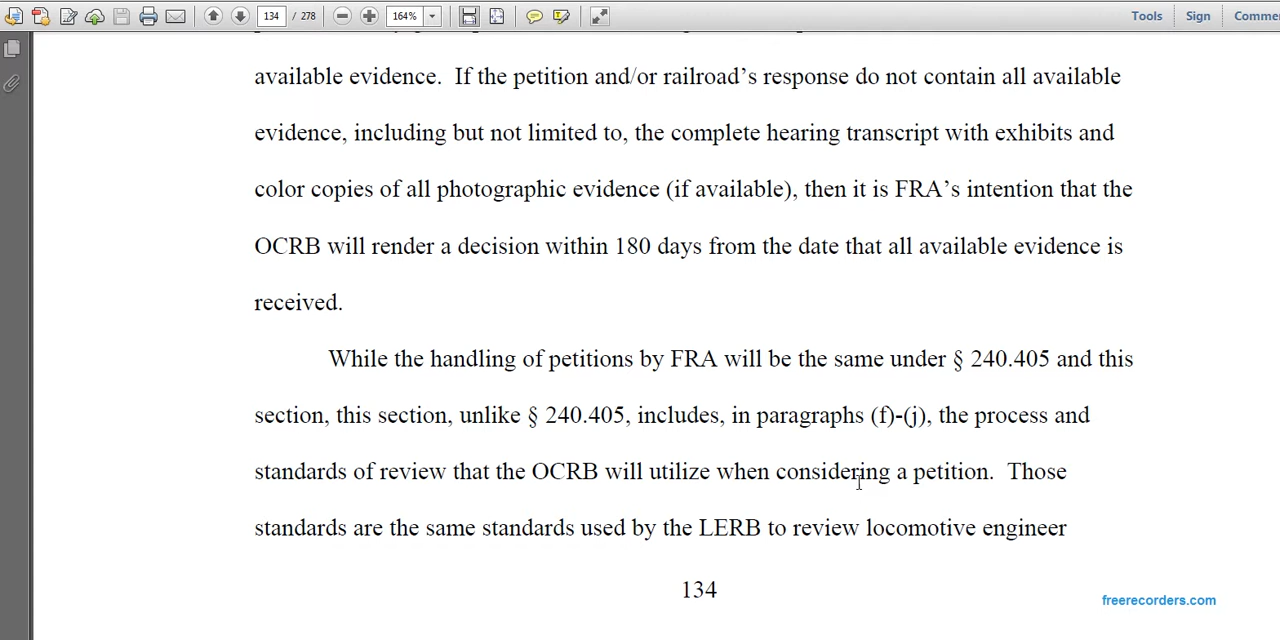 134 / 278 164% Tools Sign
available evidence.  If the petition and/or railroad’s response do not contain all available
evidence, including but not limited to, the complete hearing transcript with exhibits and
color copies of all photographic evidence (if available), then it is FRA’s intention that the
OCRB will render a decision within 180 days from the date that all available evidence is
received.
While the handling of petitions by FRA will be the same under § 240.405 and this
section, this section, unlike § 240.405, includes, in paragraphs (f)-(j), the process and
standards of review that the OCRB will utilize when considering a petition.  Those
standards are the same standards used by the LERB to review locomotive engineer
134
freerecorders.com